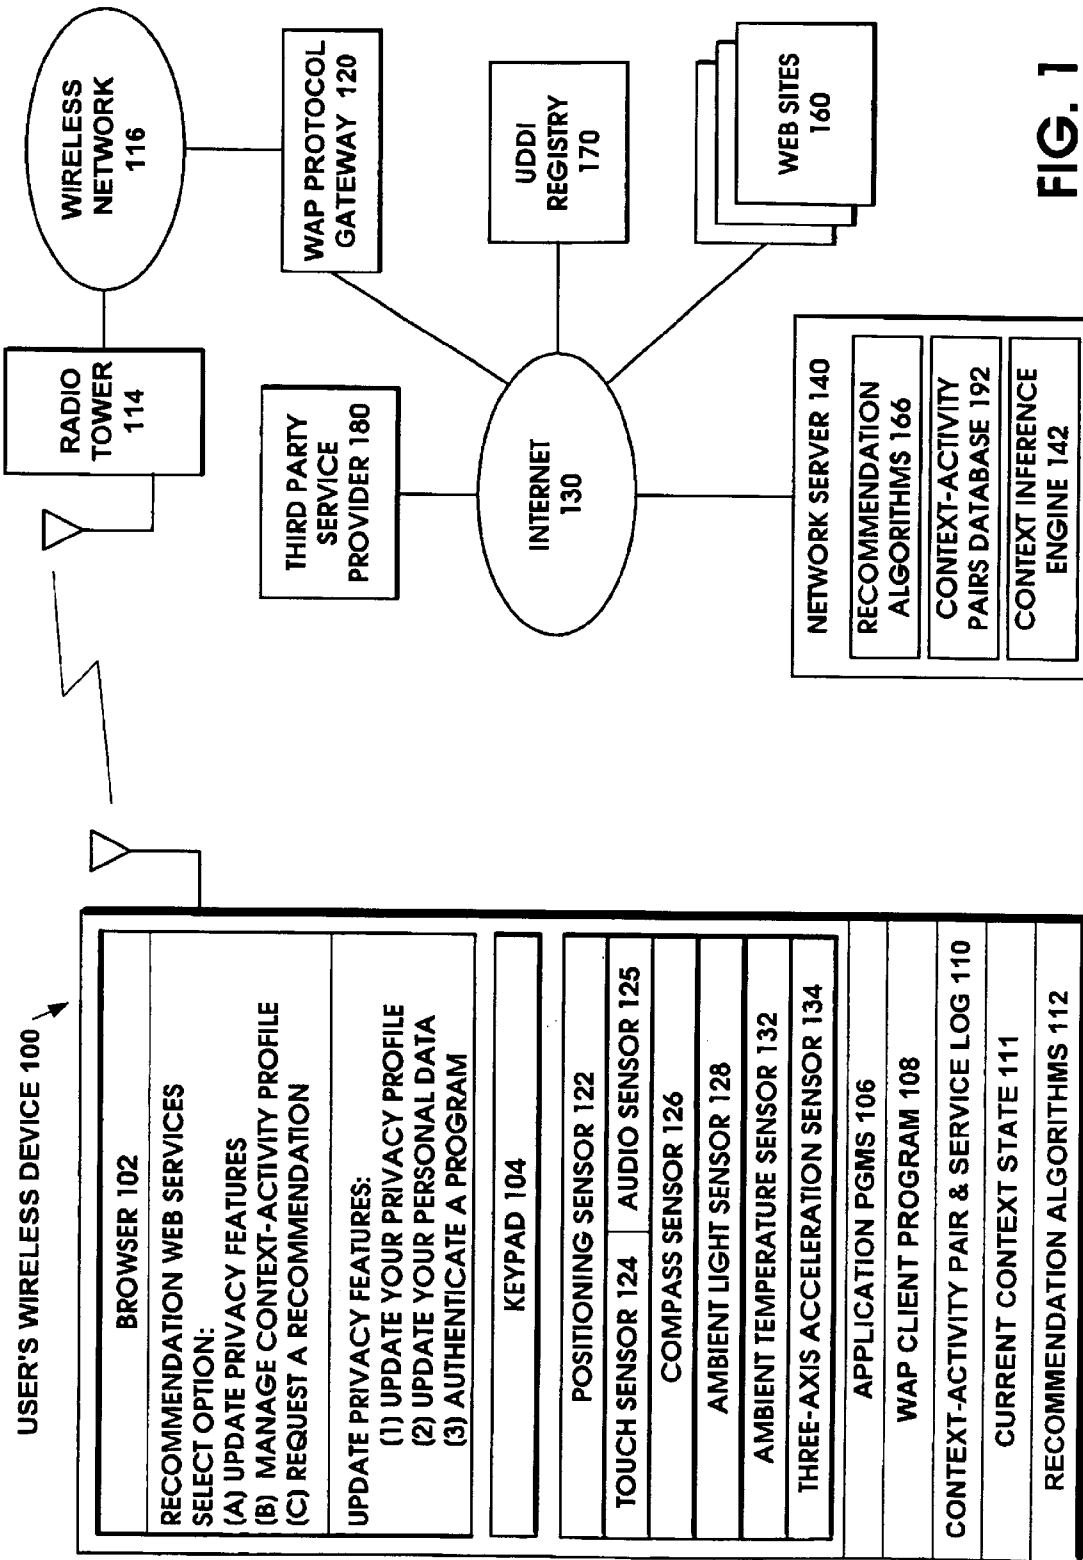 USER'S WIRELESS DEVICE 100
BROWSER 102
RECOMMENDATION WEB SERVICES
SELECT OPTION:
(A) UPDATE PRIVACY FEATURES
(B) MANAGE CONTEXT-ACTIVITY PROFILE
(C) REQUEST A RECOMMENDATION
UPDATE PRIVACY FEATURES:
(1) UPDATE YOUR PRIVACY PROFILE
(2) UPDATE YOUR PERSONAL DATA
(3) AUTHENTICATE A PROGRAM
KEYPAD 104
POSITIONING SENSOR 122
TOUCH SENSOR 124
AUDIO SENSOR 125
COMPASS SENSOR 126
AMBIENT LIGHT SENSOR 128
AMBIENT TEMPERATURE SENSOR 132
THREE-AXIS ACCELERATION SENSOR 134
APPLICATION PGMS 106
WAP CLIENT PROGRAM 108
CONTEXT-ACTIVITY PAIR & SERVICE LOG 110
CURRENT CONTEXT STATE 111
RECOMMENDATION ALGORITHMS 112
RADIO
TOWER
114
WIRELESS
NETWORK
116
WAP PROTOCOL
GATEWAY 120
THIRD PARTY
SERVICE
PROVIDER 180
INTERNET
130
UDDI
REGISTRY
170
WEB SITES
160
NETWORK SERVER 140
RECOMMENDATION
ALGORITHMS 166
CONTEXT-ACTIVITY
PAIRS DATABASE 192
CONTEXT INFERENCE
ENGINE 142
FIG. 1